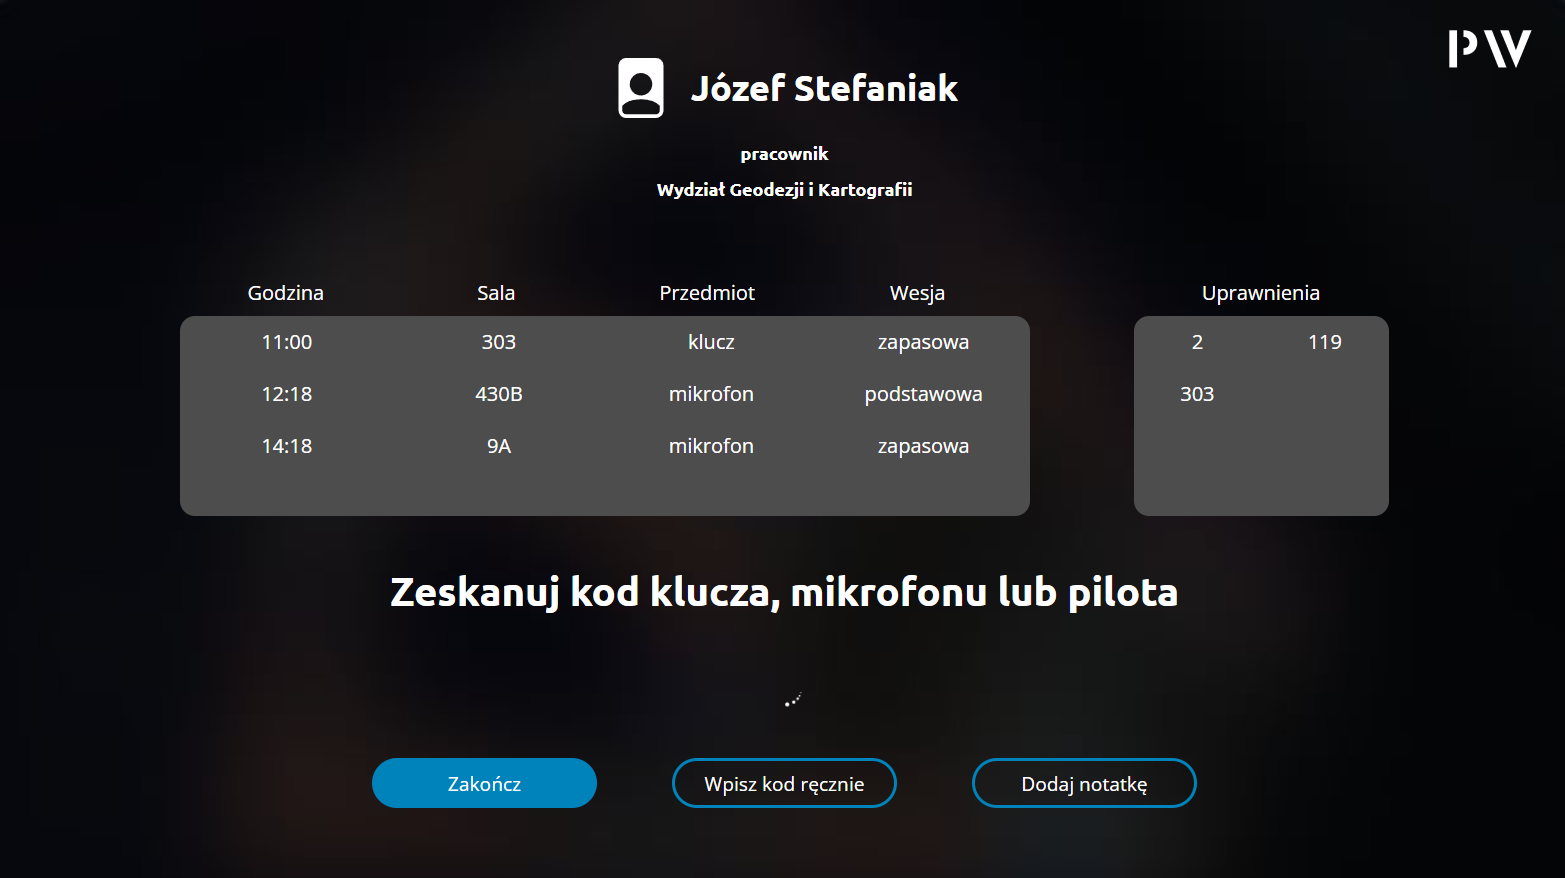 PW
Józef Stefaniak
pracownik
Wydział Geodezji i Kartografii
Godzina Sala Przedmiot Wesja Uprawnienia
11:00 303 klucz zapasowa 2 119
12:18 430B mikrofon podstawowa 303
14:18 9A mikrofon zapasowa
Zeskanuj kod klucza, mikrofonu lub pilota
Zakończ Wpisz kod ręcznie Dodaj notatkę